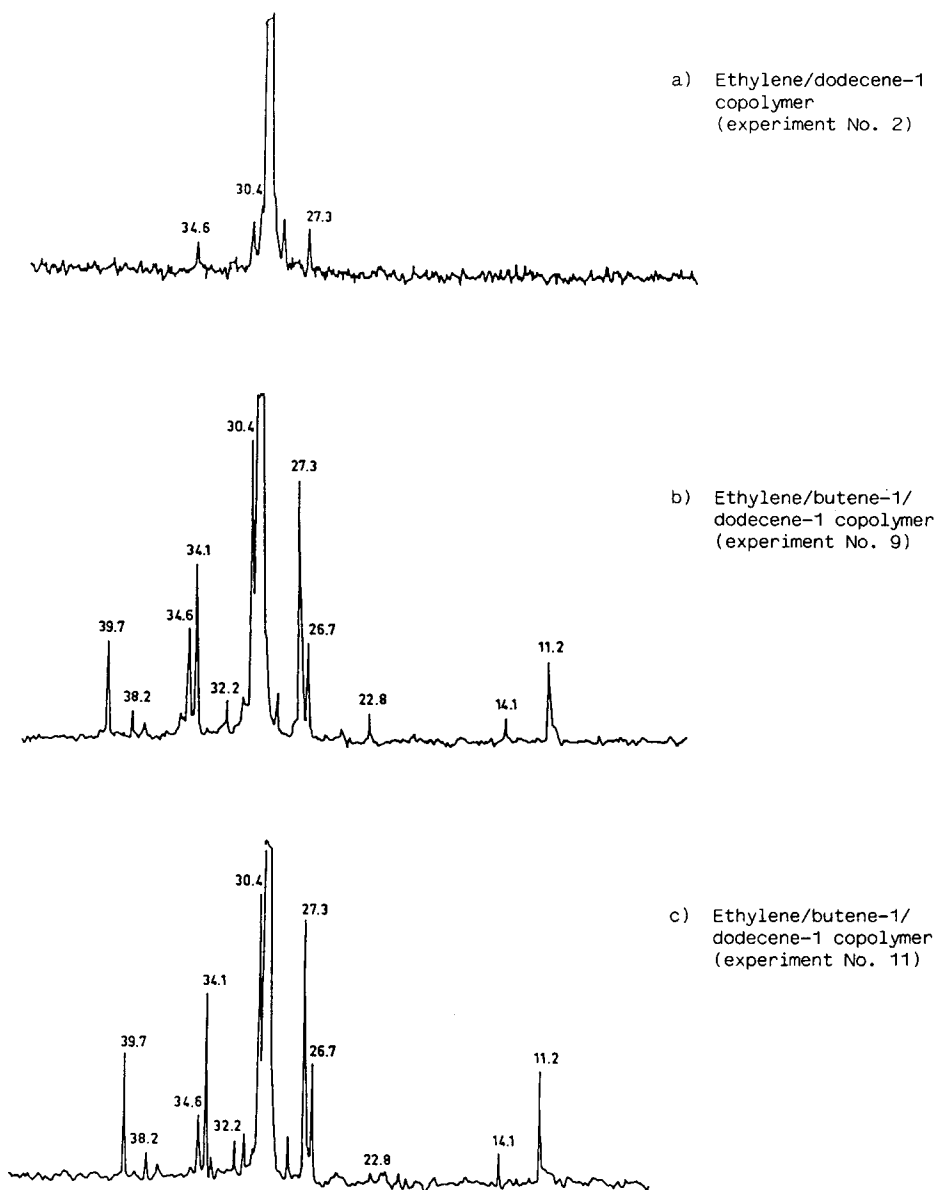 a) Ethylene/dodecene-1
copolymer
(experiment No. 2)
34.6
30.4
27.3
b) Ethylene/butene-1/
dodecene-1 copolymer
(experiment No. 9)
39.7
38.2
34.6
34.1
32.2
30.4
27.3
26.7
22.8
14.1
11.2
c) Ethylene/butene-1/
dodecene-1 copolymer
(experiment No. 11)
39.7
38.2
34.6
34.1
32.2
30.4
27.3
26.7
22.8
14.1
11.2